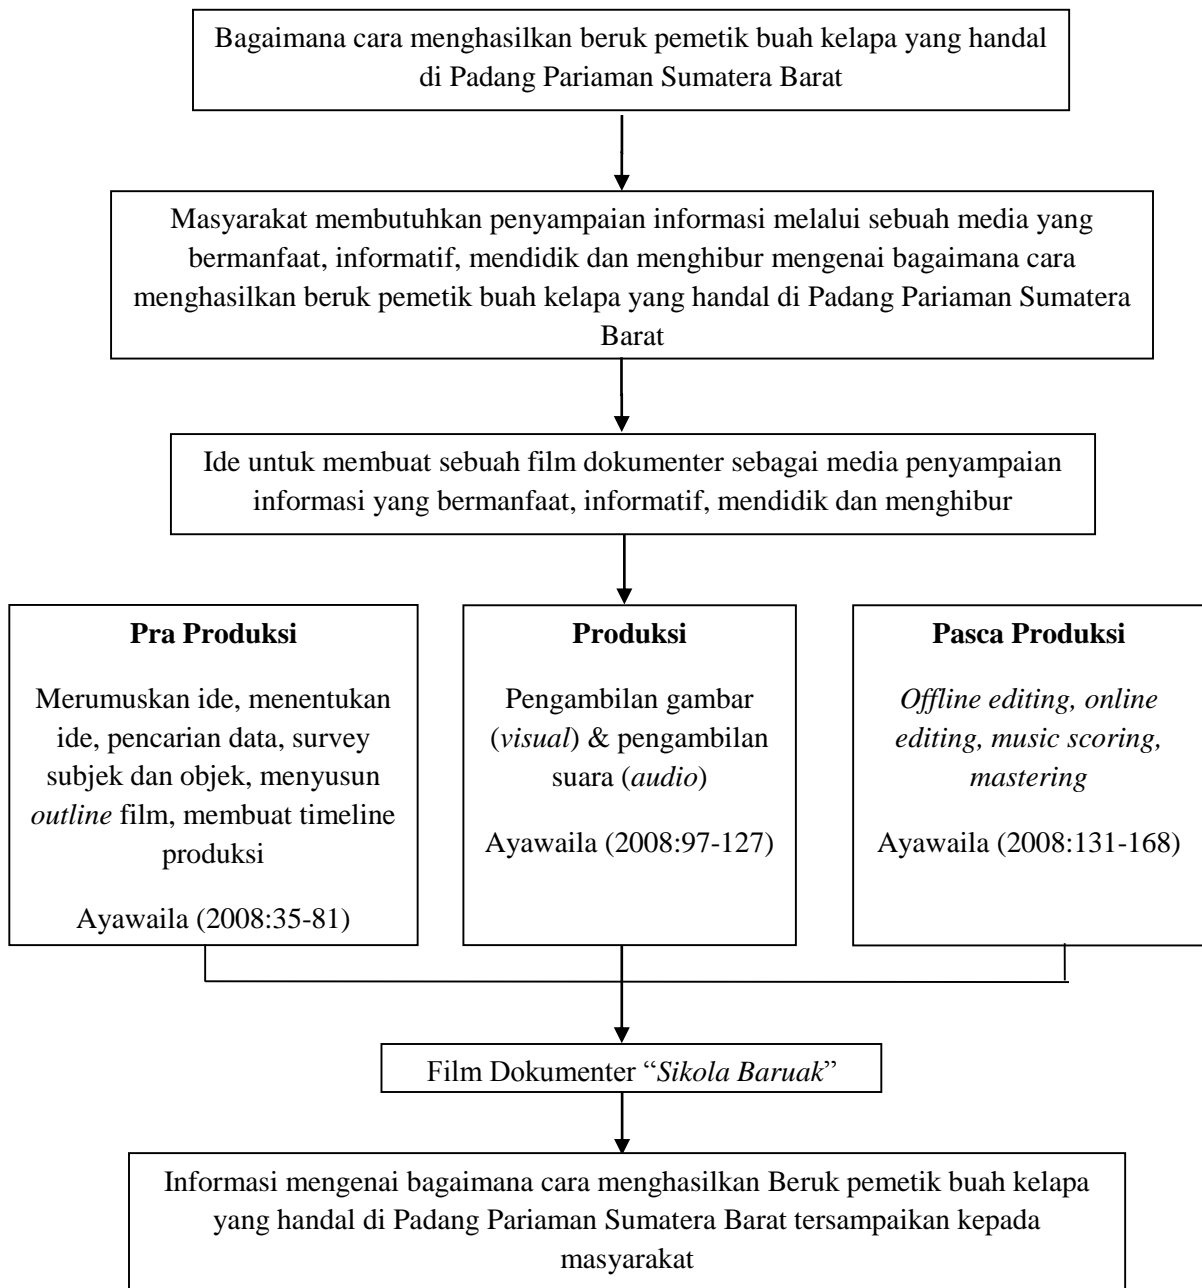 Bagaimana cara menghasilkan beruk pemetik buah kelapa yang handal
di Padang Pariaman Sumatera Barat
Masyarakat membutuhkan penyampaian informasi melalui sebuah media yang
bermanfaat, informatif, mendidik dan menghibur mengenai bagaimana cara
menghasilkan beruk pemetik buah kelapa yang handal di Padang Pariaman Sumatera
Barat
Ide untuk membuat sebuah film dokumenter sebagai media penyampaian
informasi yang bermanfaat, informatif, mendidik dan menghibur
Pra Produksi
Merumuskan ide, menentukan
ide, pencarian data, survey
subjek dan objek, menyusun
outline film, membuat timeline
produksi
Ayawaila (2008:35-81)
Produksi
Pengambilan gambar
(visual) & pengambilan
suara (audio)
Ayawaila (2008:97-127)
Pasca Produksi
Offline editing, online
editing, music scoring,
mastering
Ayawaila (2008:131-168)
Film Dokumenter “Sikola Baruak”
Informasi mengenai bagaimana cara menghasilkan Beruk pemetik buah kelapa
yang handal di Padang Pariaman Sumatera Barat tersampaikan kepada
masyarakat